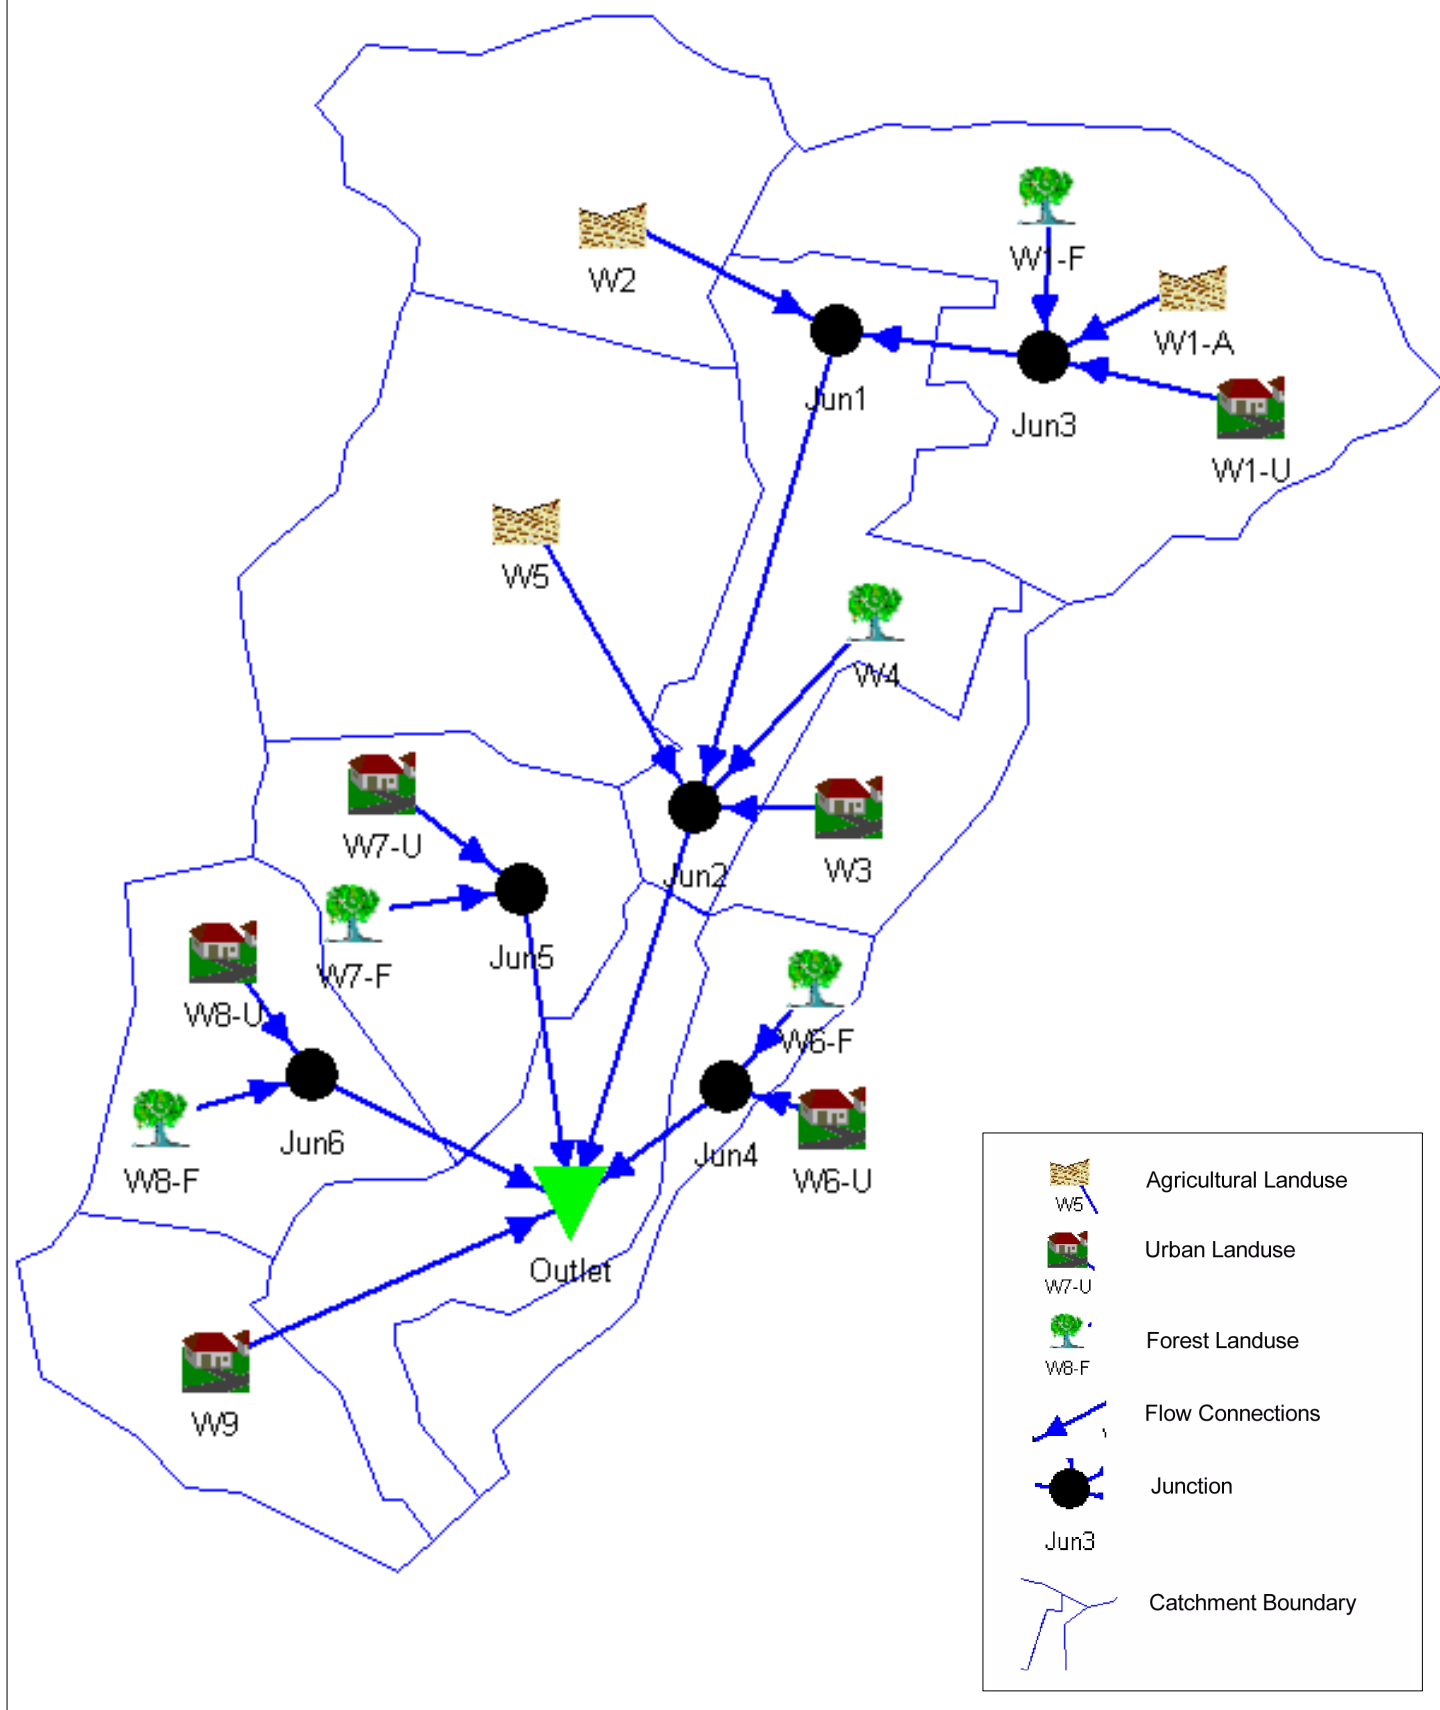 W2
W1-F
W1-A
Jun1
Jun3
W1-U
W5
W4
W7-U
W3
Jun2
W7-F
Jun5
W8-U
W6-F
Jun6
Jun4
W8-F
W6-U
Outlet
W9
W5
Agricultural Landuse
Urban Landuse
W7-U
Forest Landuse
W8-F
Flow Connections
Junction
Jun3
Catchment Boundary